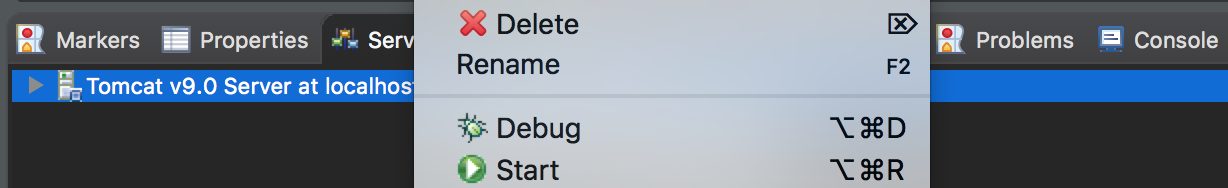 Markers Properties Serv Problems Console
Tomcat v9.0 Server at localhos
Delete ⌦
Rename F2
Debug ⌥⌘D
Start ⌥⌘R